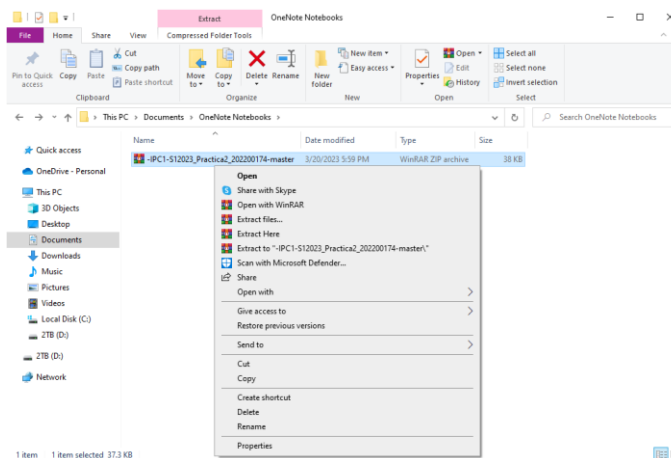 Extract
OneNote Notebooks
File
Home
Share
View
Compressed Folder Tools
Pin to Quick access
Copy
Paste
Cut
Copy path
Paste shortcut
Clipboard
Move to
Copy to
Delete
Rename
Organize
New folder
New item
Easy access
New
Properties
Open
Edit
History
Open
Select all
Select none
Invert selection
Select
This PC > Documents > OneNote Notebooks >
Search OneNote Notebooks
Name
Date modified
Type
Size
-IPC1-S12023_Practica2_202200174-master
3/20/2023 5:59 PM
WinRAR ZIP archive
38 KB
Quick access
OneDrive - Personal
This PC
3D Objects
Desktop
Documents
Downloads
Music
Pictures
Videos
Local Disk (C:)
2TB (D:)
2TB (D:)
Network
Open
Share with Skype
Open with WinRAR
Extract files...
Extract Here
Extract to "-IPC1-S12023_Practica2_202200174-master\"
Scan with Microsoft Defender...
Share
Open with
Give access to
Restore previous versions
Send to
Cut
Copy
Create shortcut
Delete
Rename
Properties
1 item
1 item selected 37.3 KB